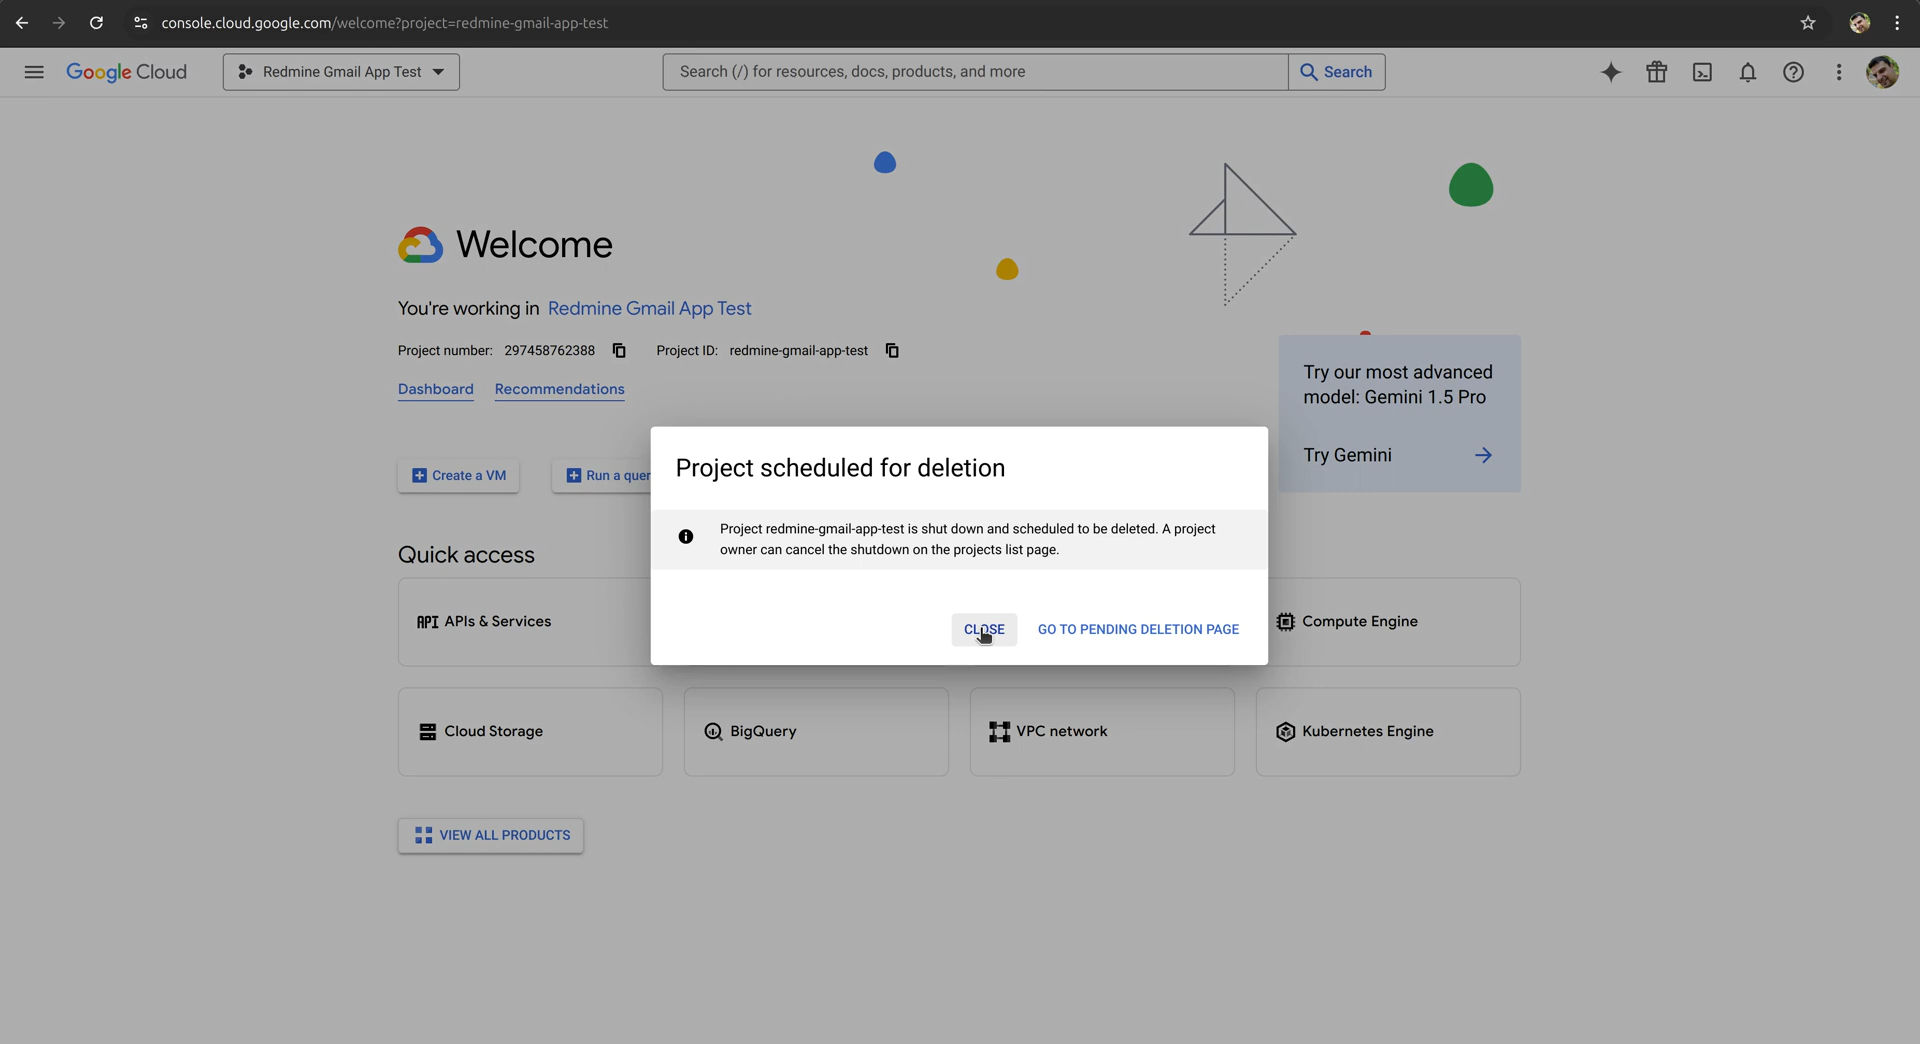 console.cloud.google.com/welcome?project=redmine-gmail-app-test
Google Cloud
Redmine Gmail App Test
Search (/) for resources, docs, products, and more
Search
Welcome
You're working in Redmine Gmail App Test
Project number: 297458762388 Project ID: redmine-gmail-app-test
Dashboard Recommendations
Try our most advanced
model: Gemini 1.5 Pro
Try Gemini
Create a VM
Run a quer
Project scheduled for deletion
Project redmine-gmail-app-test is shut down and scheduled to be deleted. A project
owner can cancel the shutdown on the projects list page.
CLOSE
GO TO PENDING DELETION PAGE
Quick access
API APIs & Services
Compute Engine
Cloud Storage
BigQuery
VPC network
Kubernetes Engine
VIEW ALL PRODUCTS